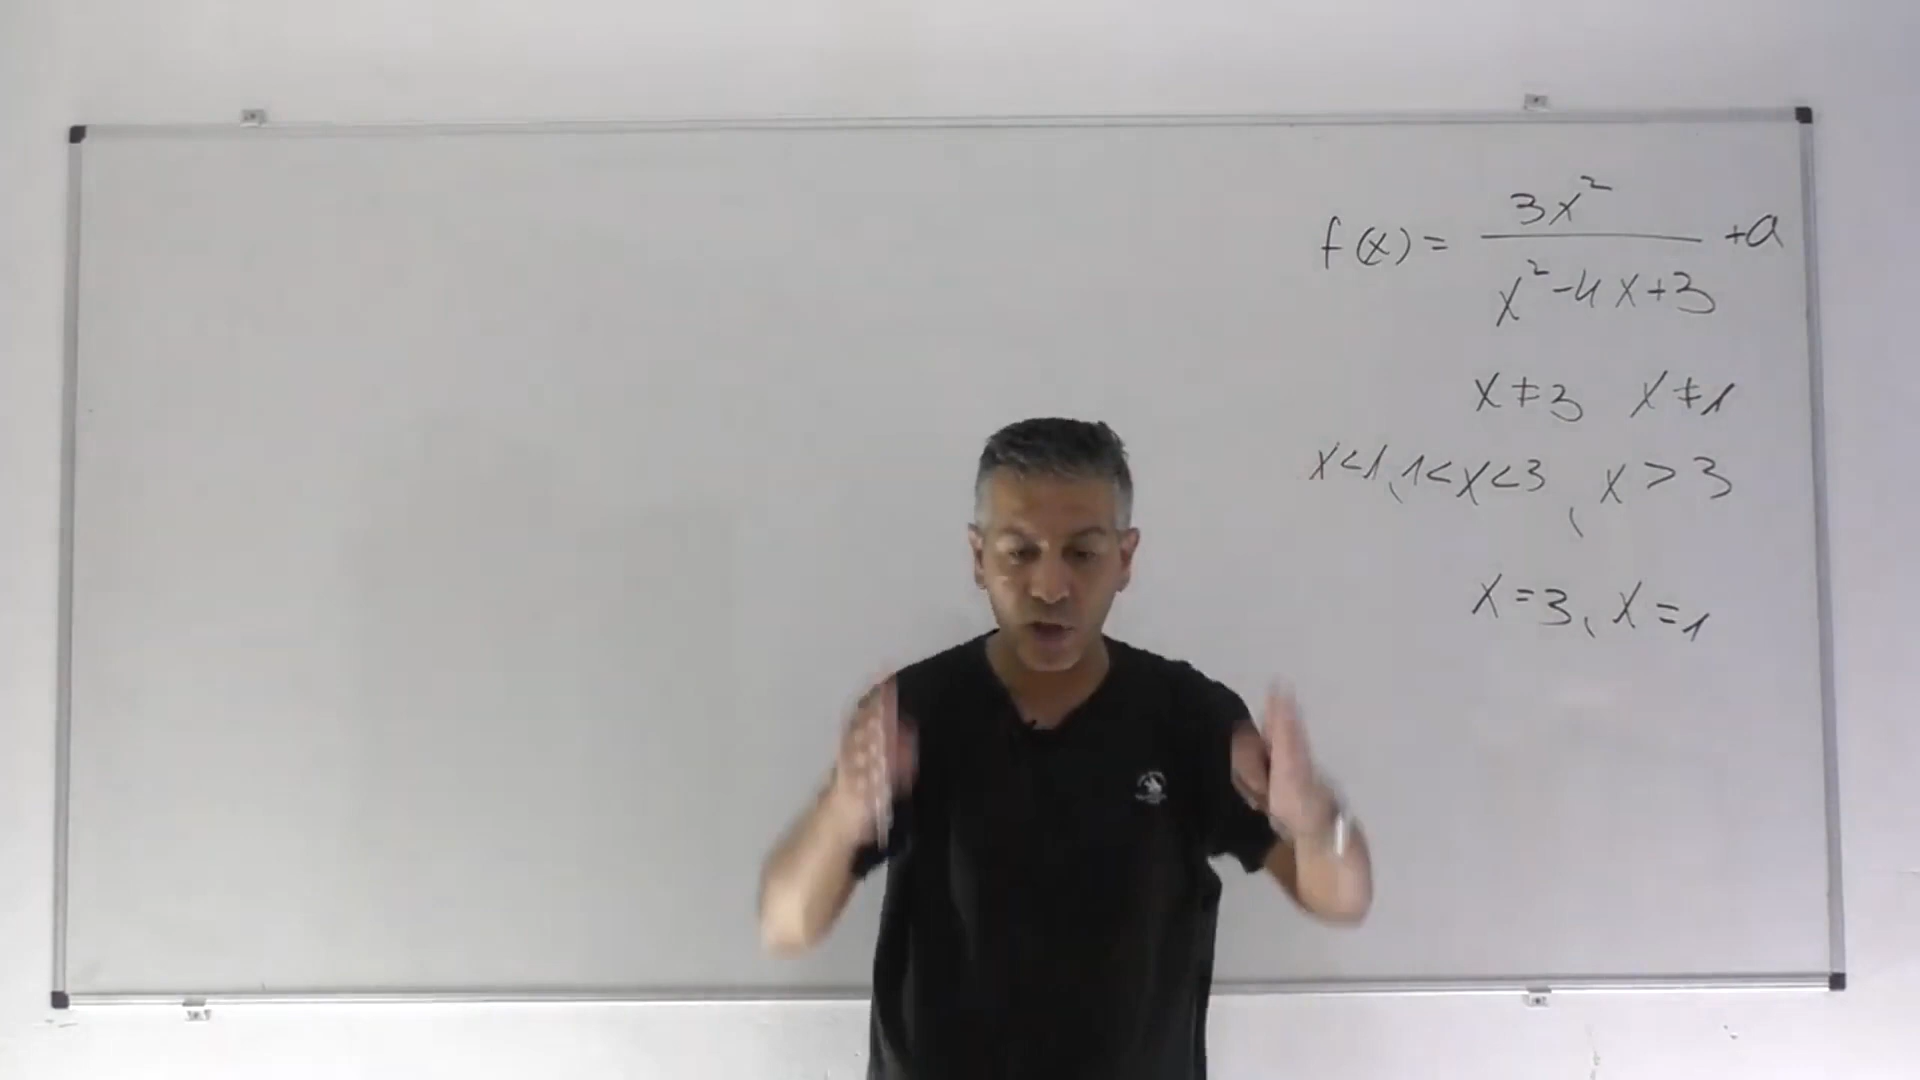 f(x) = 3x² / x²-4x+3 +a
x≠3 x≠1
x<1, 1<x<3, x>3
x=3, x=1